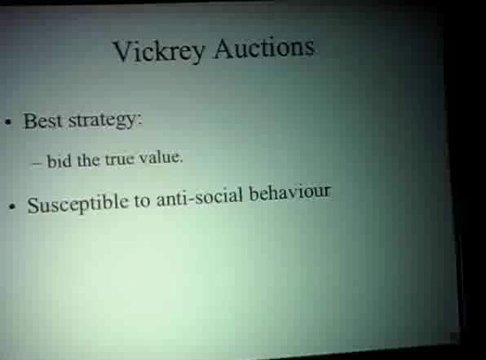 Vickrey Auctions
• Best strategy:
– bid the true value.
• Susceptible to anti-social behaviour